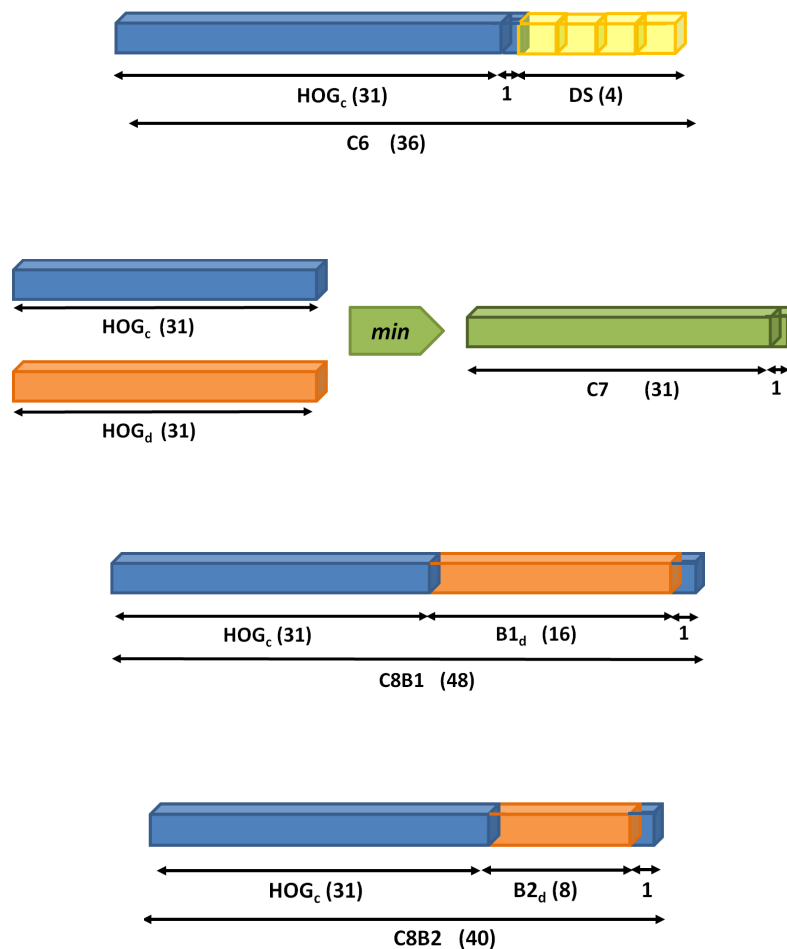 HOGc (31) 1 DS (4)
C6 (36)
HOGc (31)
min
HOGd (31)
C7 (31) 1
HOGc (31) B1d (16) 1
C8B1 (48)
HOGc (31) B2d (8) 1
C8B2 (40)